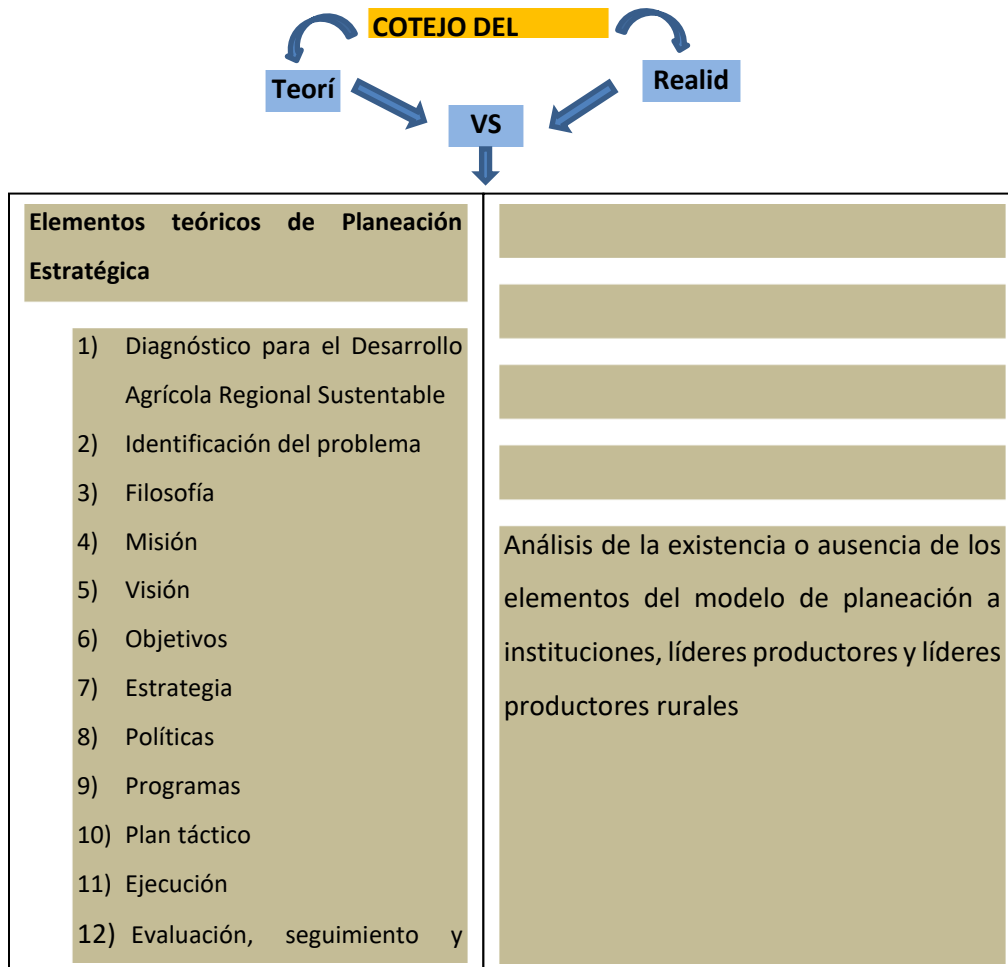 COTEJO DEL
Teorí
Realid
VS
Elementos teóricos de Planeación
Estratégica
1) Diagnóstico para el Desarrollo
Agrícola Regional Sustentable
2) Identificación del problema
3) Filosofía
4) Misión
5) Visión
6) Objetivos
7) Estrategia
8) Políticas
9) Programas
10) Plan táctico
11) Ejecución
12) Evaluación, seguimiento y
Análisis de la existencia o ausencia de los
elementos del modelo de planeación a
instituciones, líderes productores y líderes
productores rurales